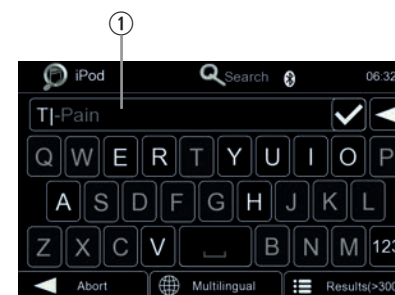 1
iPod Search 06:32
T|-Pain
Q W E R T Y U I O P
A S D F G H J K L
Z X C V B N M 123
Abort Multilingual Results(>300